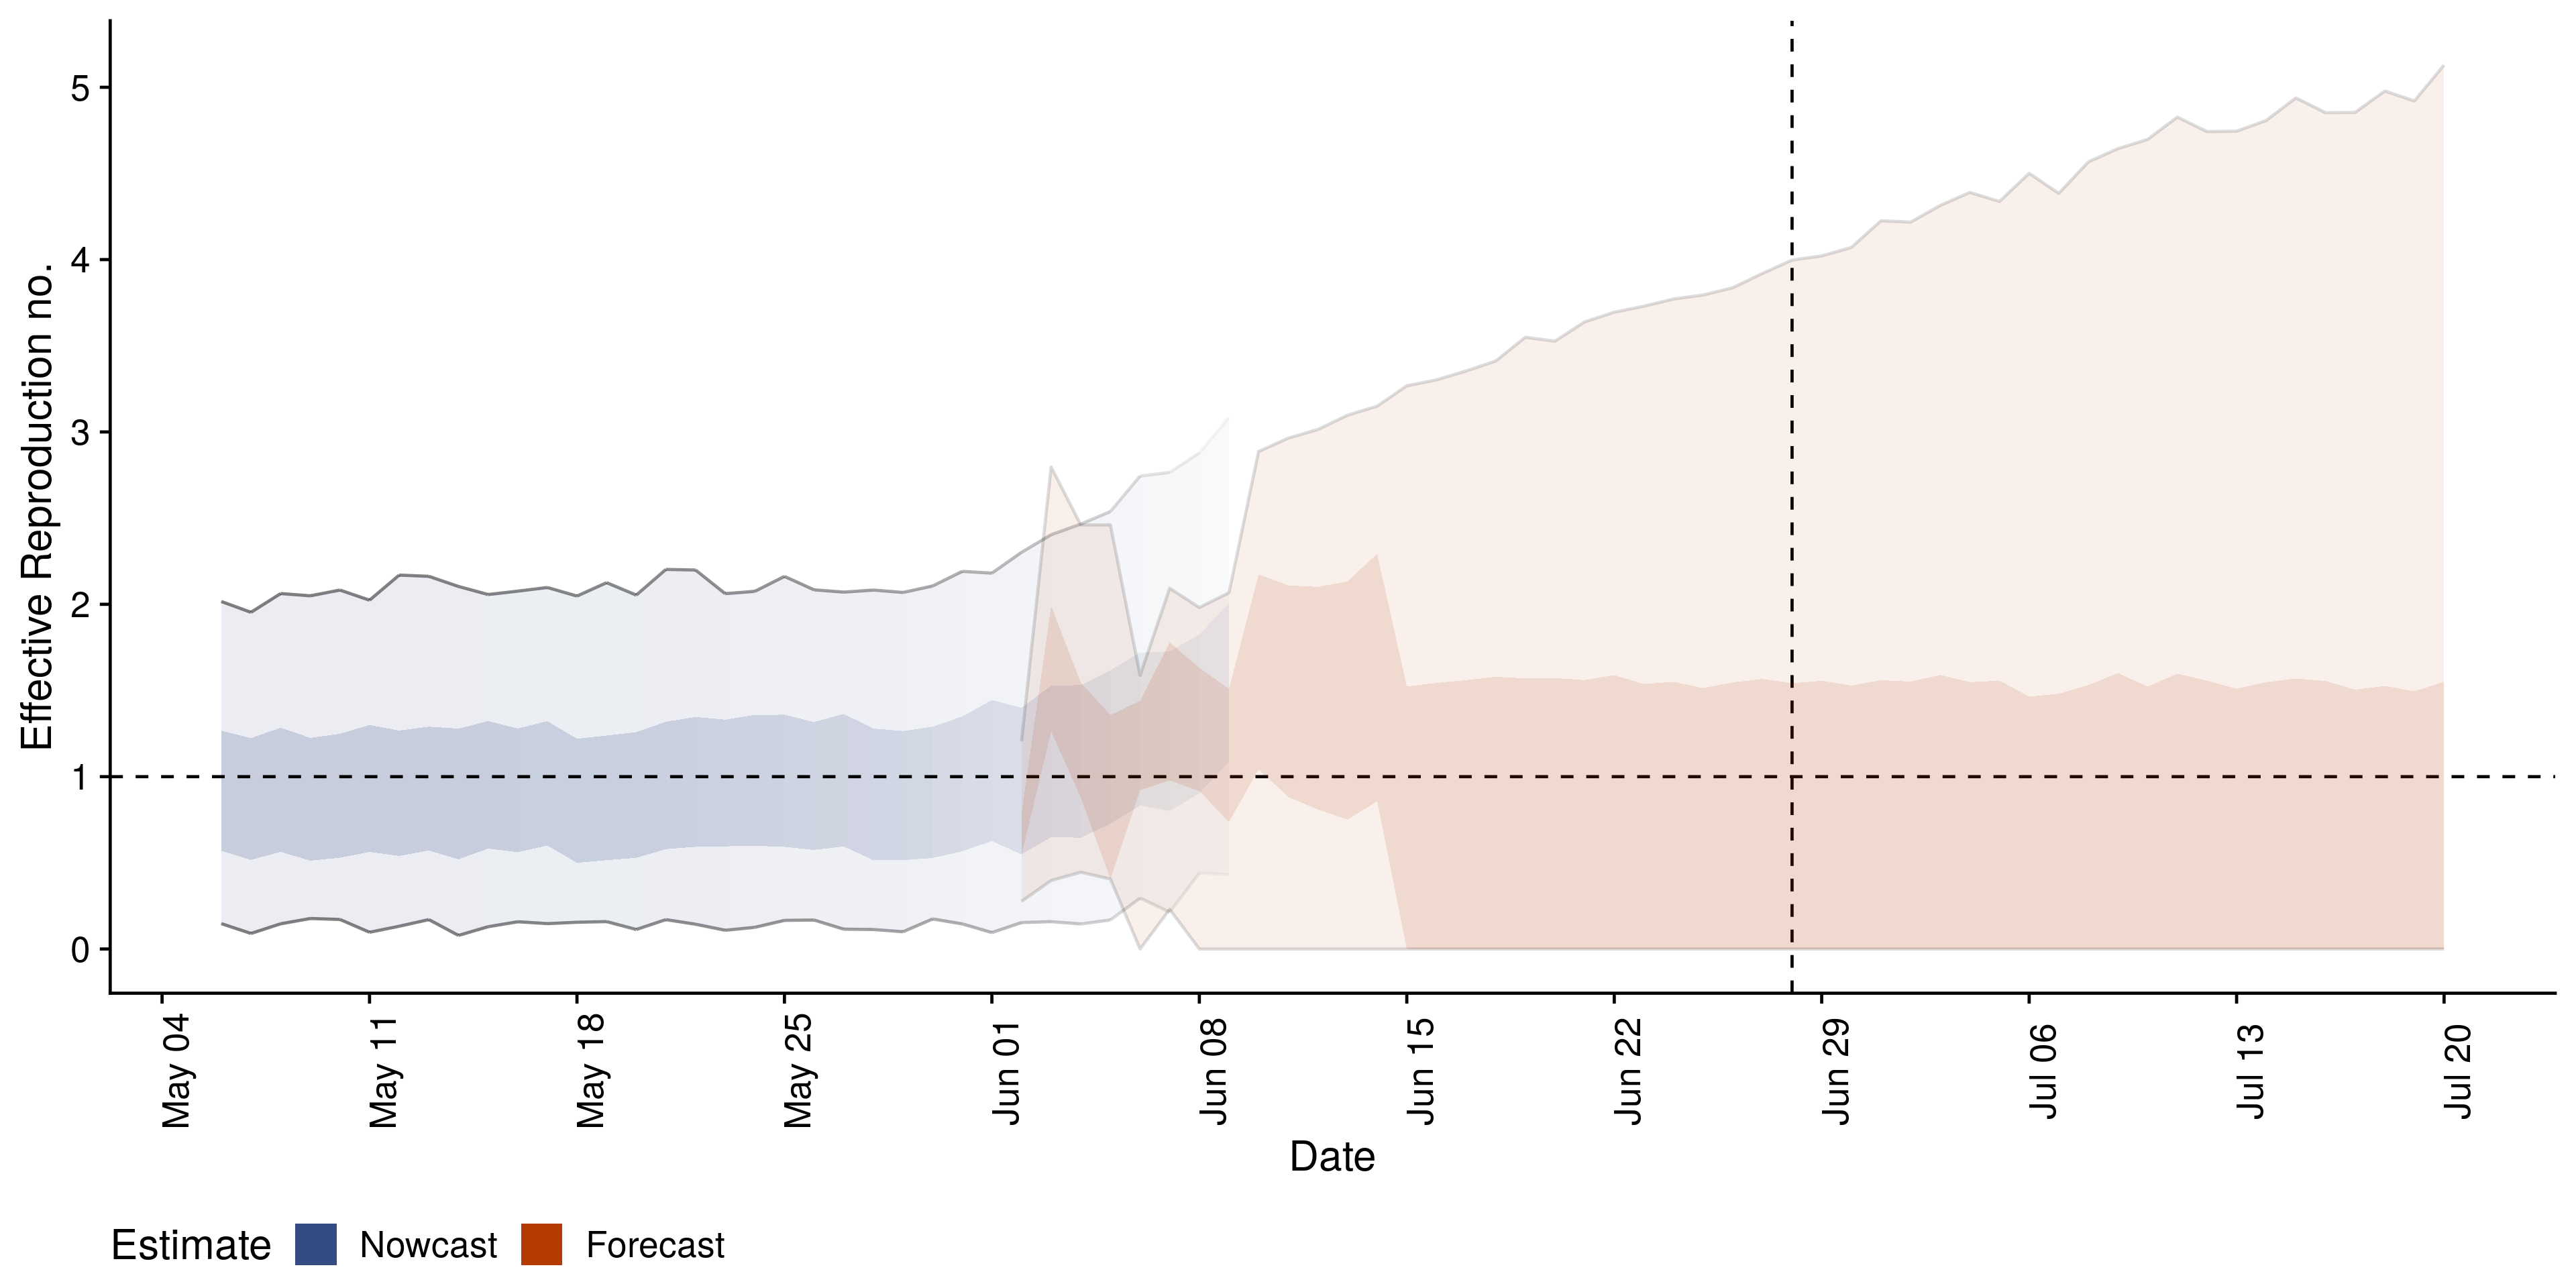 Effective Reproduction no.
5
4
3
2
1
0
May 04
May 11
May 18
May 25
Jun 01
Jun 08
Jun 15
Jun 22
Jun 29
Jul 06
Jul 13
Jul 20
Date
Estimate Nowcast Forecast